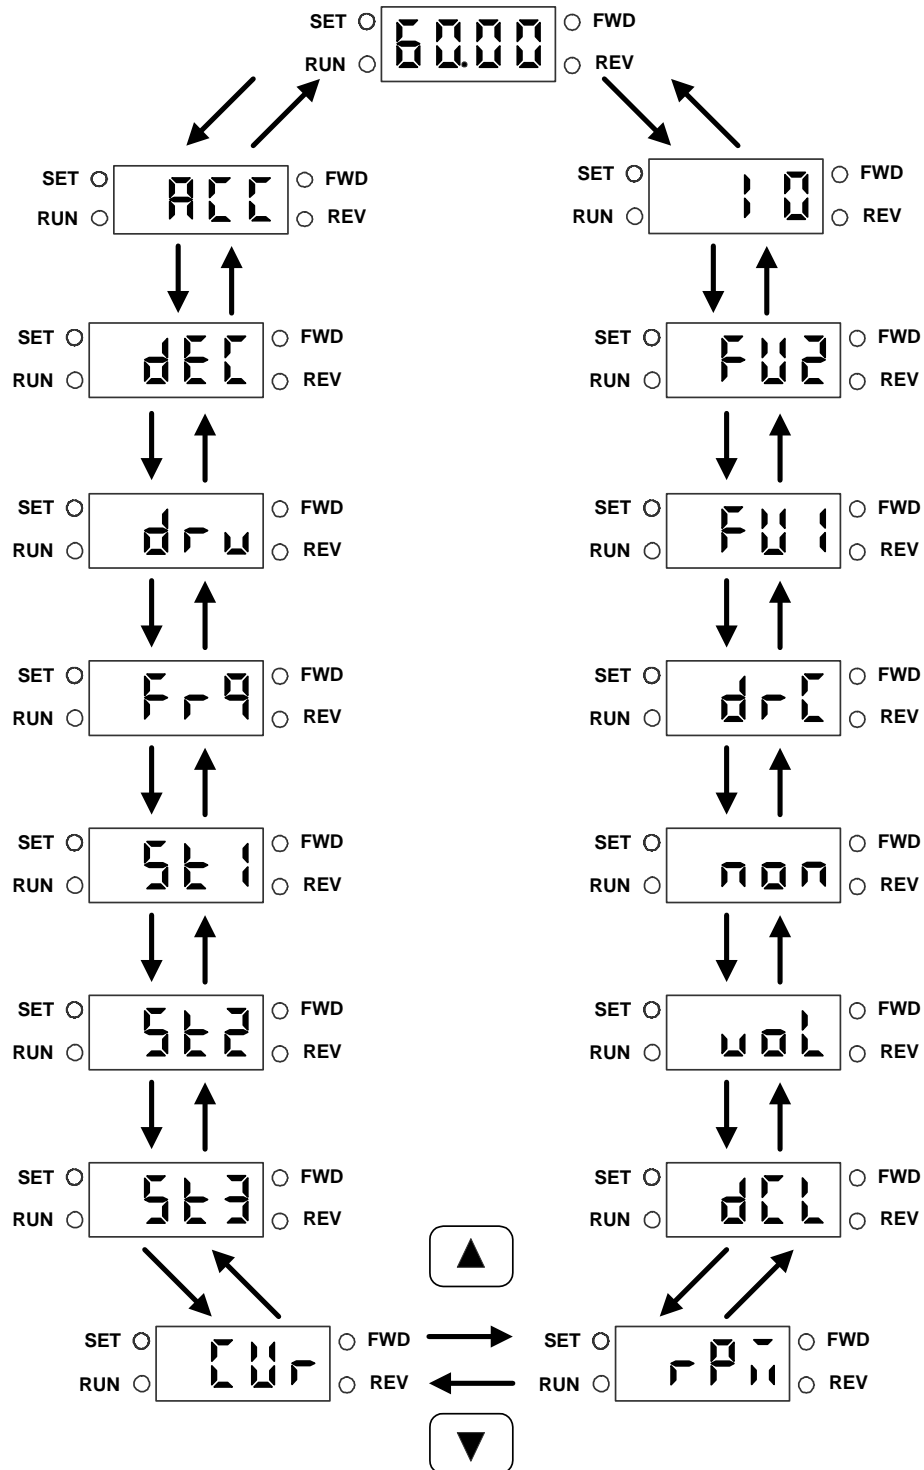 SET 60.00 FWD
RUN REV
SET ACC FWD
RUN REV
SET I 0 FWD
RUN REV
SET dEC FWD
RUN REV
SET FU2 FWD
RUN REV
SET drv FWD
RUN REV
SET FU1 FWD
RUN REV
SET Frq FWD
RUN REV
SET drC FWD
RUN REV
SET St1 FWD
RUN REV
SET non FWD
RUN REV
SET St2 FWD
RUN REV
SET voL FWD
RUN REV
SET St3 FWD
RUN REV
SET dCL FWD
RUN REV
SET CUr FWD
RUN REV
SET rPm FWD
RUN REV